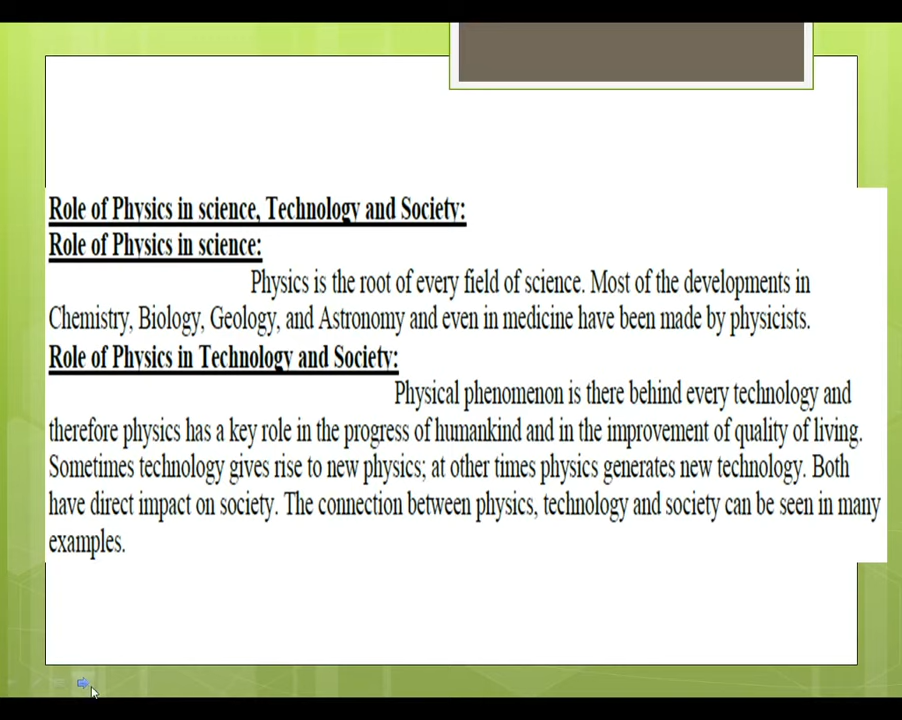 Role of Physics in science, Technology and Society:
Role of Physics in science:
Physics is the root of every field of science. Most of the developments in
Chemistry, Biology, Geology, and Astronomy and even in medicine have been made by physicists.
Role of Physics in Technology and Society:
Physical phenomenon is there behind every technology and
therefore physics has a key role in the progress of humankind and in the improvement of quality of living.
Sometimes technology gives rise to new physics; at other times physics generates new technology. Both
have direct impact on society. The connection between physics, technology and society can be seen in many
examples.